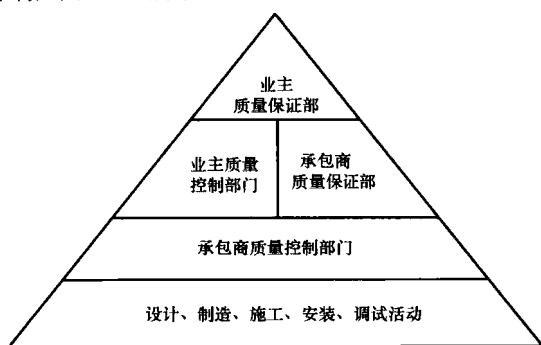 业主
质量保证部
业主质量
控制部门
承包商
质量保证部
承包商质量控制部门
设计、制造、施工、安装、调试活动